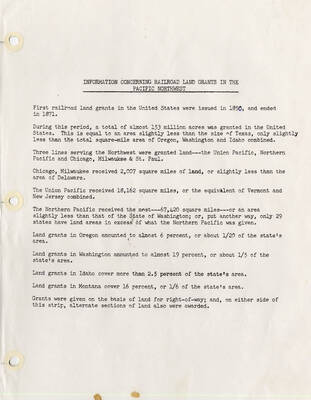 INFORMATION CONCERNING RAILROAD LAND GRANTS IN THE
PACIFIC NORTHWEST
First railroad land grants in the United States were issued in 1850, and ended
in 1871.
During this period, a total of almost 153 million acres was granted in the United
States. This is equal to an area slightly less than the size of Texas, only slightly
less than the total square-mile area of Oregon, Washington and Idaho combined.
Three lines serving the Northwest were granted land---the Union Pacific, Northern
Pacific and Chicago, Milwaukee & St. Paul.
Chicago, Milwaukee received 2,007 square miles of land, or slightly less than the
area of Delaware.
The Union Pacific received 18,162 square miles, or the equivalent of Vermont and
New Jersey combined.
The Northern Pacific received the most---67,420 square miles---or an area
slightly less than that of the State of Washington; or, put another way, only 29
states have land areas in excess of what the Northern Pacific was given.
Land grants in Oregon amounted to almost 6 percent, or about 1/20 of the state's
area.
Land grants in Washington amounted to almost 19 percent, or about 1/5 of the
state's area.
Land grants in Idaho cover more than 2.5 percent of the state's area.
Land grants in Montana cover 16 percent, or 1/6 of the state's area.
Grants were given on the basis of land for right-of-way; and, on either side of
this strip, alternate sections of land also were awarded.